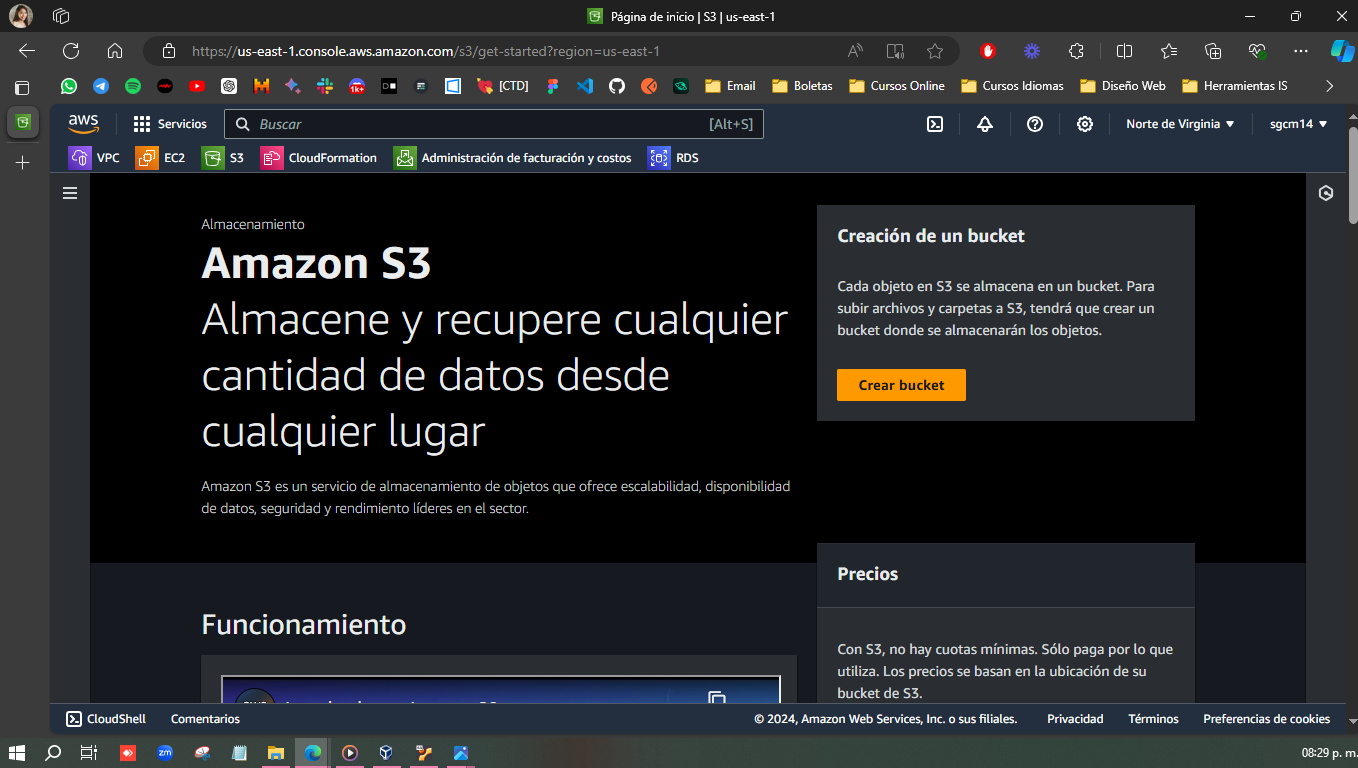 Página de inicio | S3 | us-east-1
https://us-east-1.console.aws.amazon.com/s3/get-started?region=us-east-1
1k+
[CTD]
Email
Boletas
Cursos Online
Cursos Idiomas
Diseño Web
Herramientas IS
aws
Servicios
Buscar
[Alt+S]
Norte de Virginia
sgcm14
VPC
EC2
S3
CloudFormation
Administración de facturación y costos
RDS
Almacenamiento
Amazon S3
Almacene y recupere cualquier
cantidad de datos desde
cualquier lugar
Amazon S3 es un servicio de almacenamiento de objetos que ofrece escalabilidad, disponibilidad
de datos, seguridad y rendimiento líderes en el sector.
Creación de un bucket
Cada objeto en S3 se almacena en un bucket. Para
subir archivos y carpetas a S3, tendrá que crear un
bucket donde se almacenarán los objetos.
Crear bucket
Precios
Con S3, no hay cuotas mínimas. Sólo paga por lo que
utiliza. Los precios se basan en la ubicación de su
bucket de S3.
Funcionamiento
CloudShell
Comentarios
© 2024, Amazon Web Services, Inc. o sus filiales.
Privacidad
Términos
Preferencias de cookies
zm
08:29 p. m.